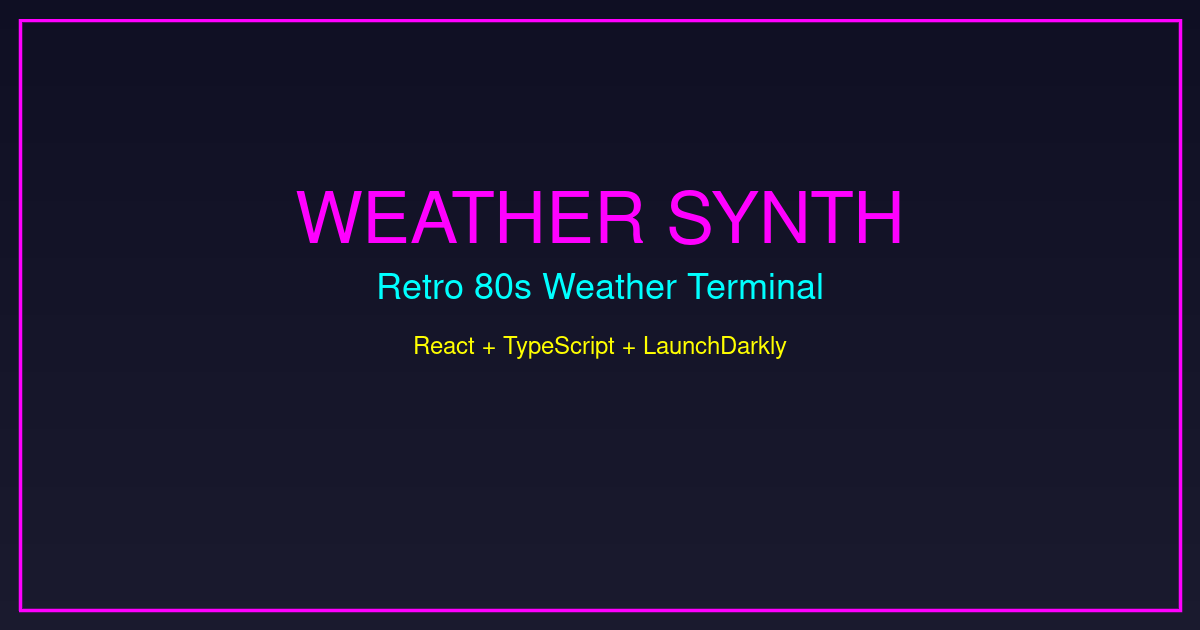 WEATHER SYNTH
Retro 80s Weather Terminal
React + TypeScript + LaunchDarkly